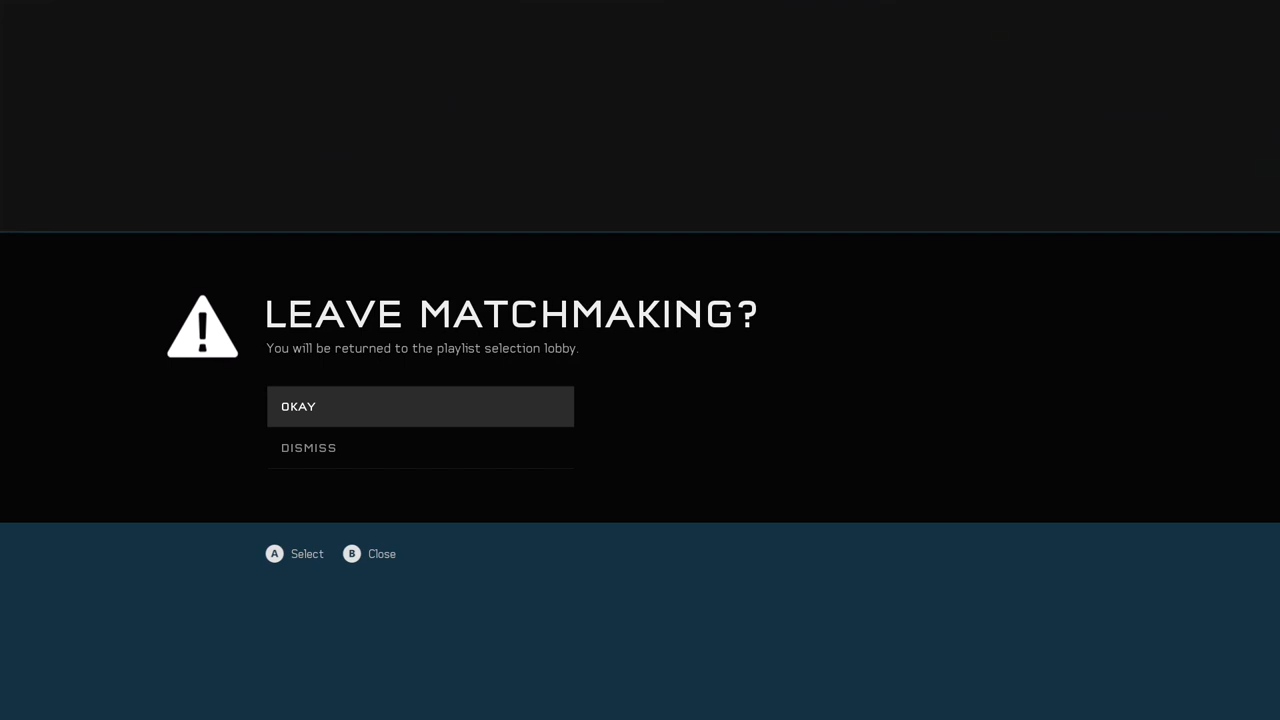 LEAVE MATCHMAKING?
You will be returned to the playlist selection lobby.
OKAY
DISMISS
A Select B Close